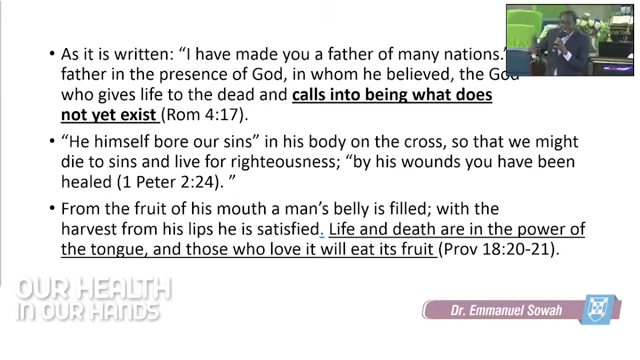 • As it is written: “I have made you a father of many nations.
father in the presence of God, in whom he believed, the God
who gives life to the dead and calls into being what does
not yet exist (Rom 4:17).
• “He himself bore our sins” in his body on the cross, so that we might
die to sins and live for righteousness; “by his wounds you have been
healed (1 Peter 2:24). ”
• From the fruit of his mouth a man’s belly is filled; with the
harvest from his lips he is satisfied. Life and death are in the power of
the tongue, and those who love it will eat its fruit (Prov 18:20-21).
OUR HEALTH
IN OUR HANDS
Dr. Emmanuel Sowah